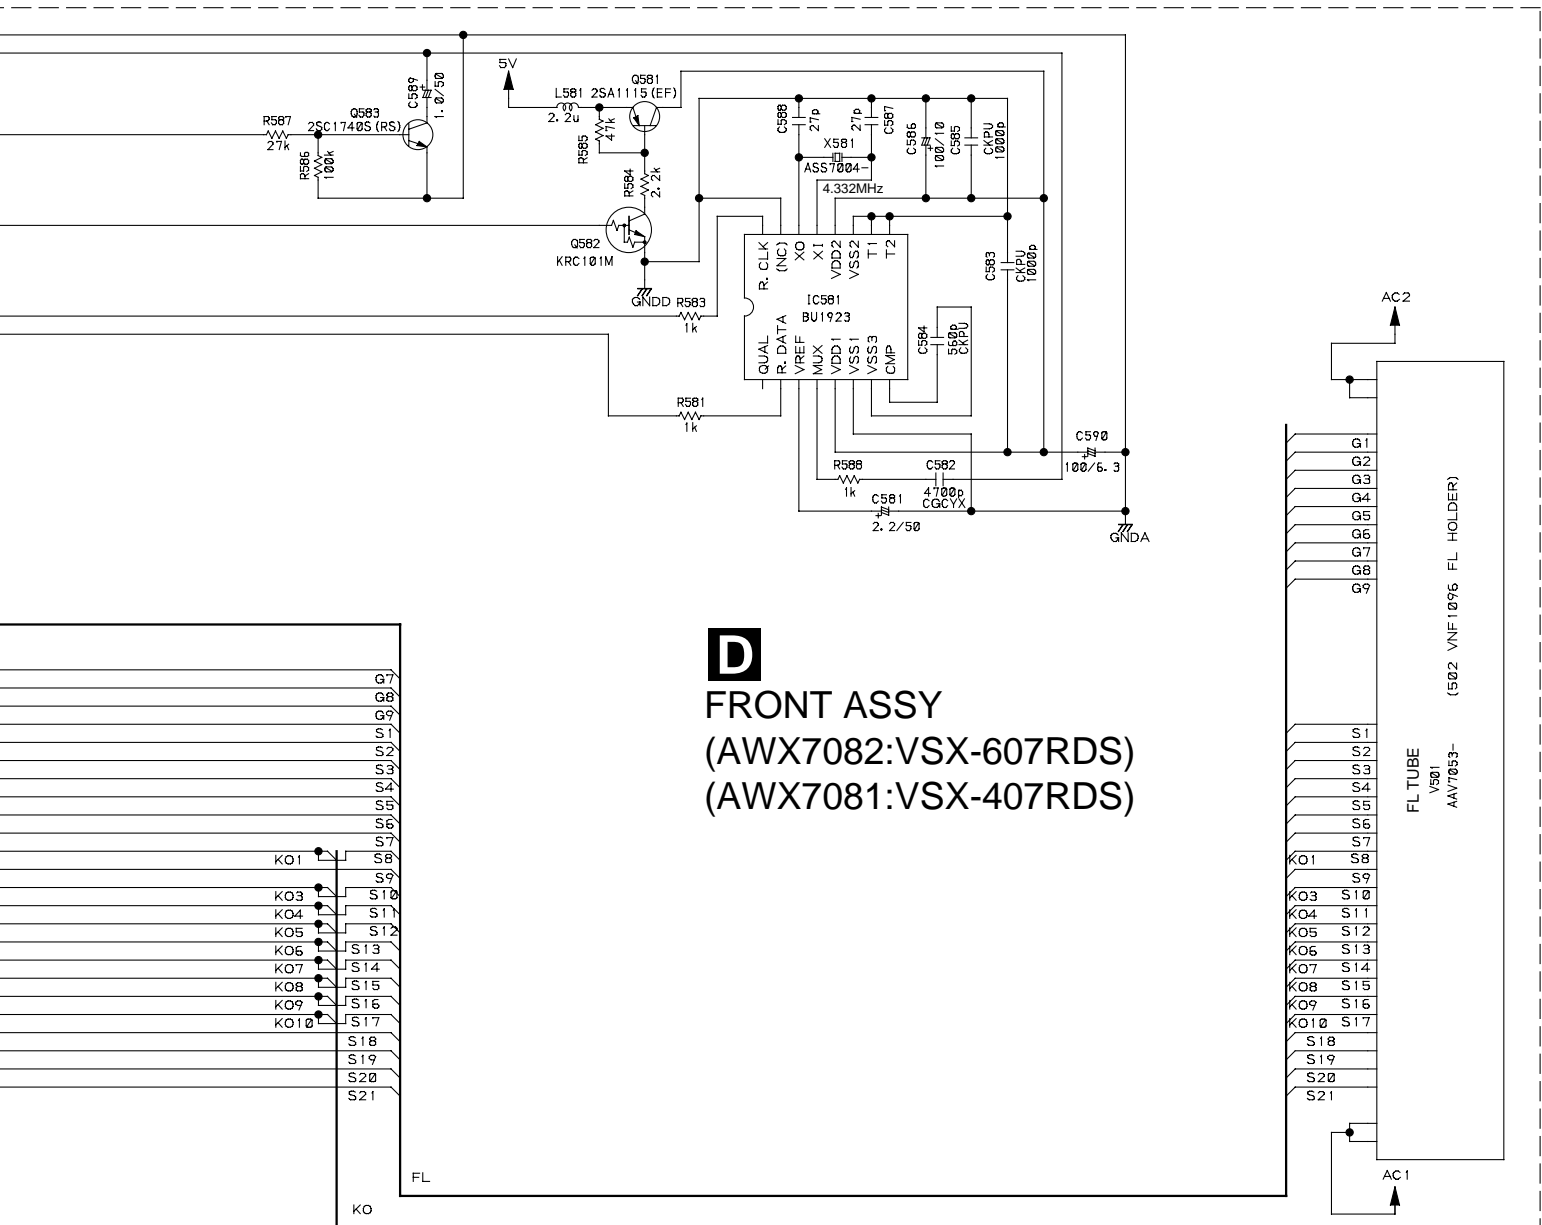 5V
C589
1.0/50
Q583
2SC1740S(RS)
R587
27k
R586
100k
L581
2.2u
Q581
2SA1115(EF)
R585
47k
R584
2.2k
Q582
KRC101M
GNDD
R583
1k
R581
1k
C588
27p
27p
C587
X581
ASS7004-
4.332MHz
C586
100/10
C585
CKPU
1000p
C583
CKPU
1000p
R. CLK
(NC)
XO
XI
VDD2
VSS2
T1
T2
IC581
BU1923
QUAL
R. DATA
VREF
MUX
VDD1
VSS1
VSS3
CMP
C584
560p
CKPU
R588
1k
C582
4700p
CGCYX
C581
2.2/50
C590
100/6.3
GNDA
AC2
G1
G2
G3
G4
G5
G6
G7
G8
G9
(502 VNF1096 FL HOLDER)
FL TUBE
V501
AAV7053-
D
FRONT ASSY
(AWX7082:VSX-607RDS)
(AWX7081:VSX-407RDS)
G7
G8
G9
S1
S2
S3
S4
S5
S6
S7
KO1 S8
S9
KO3 S10
KO4 S11
KO5 S12
KO6 S13
KO7 S14
KO8 S15
KO9 S16
KO10 S17
S18
S19
S20
S21
S1
S2
S3
S4
S5
S6
S7
KO1 S8
S9
KO3 S10
KO4 S11
KO5 S12
KO6 S13
KO7 S14
KO8 S15
KO9 S16
KO10 S17
S18
S19
S20
S21
FL
KO
AC1